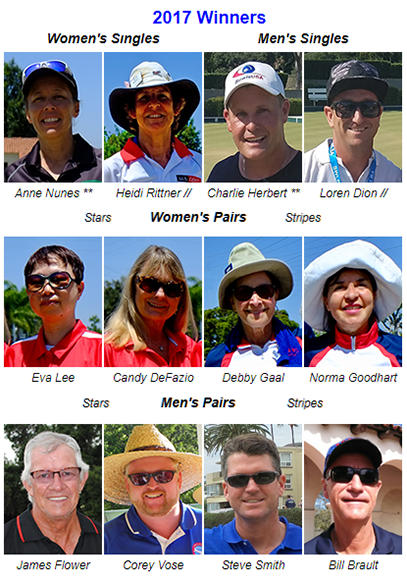 2017 Winners
Women's Singles Men's Singles
Anne Nunes ** Heidi Rittner // Charlie Herbert ** Loren Dion //
Stars Women's Pairs Stripes
Eva Lee Candy DeFazio Debby Gaal Norma Goodhart
Stars Men's Pairs Stripes
James Flower Corey Vose Steve Smith Bill Brault